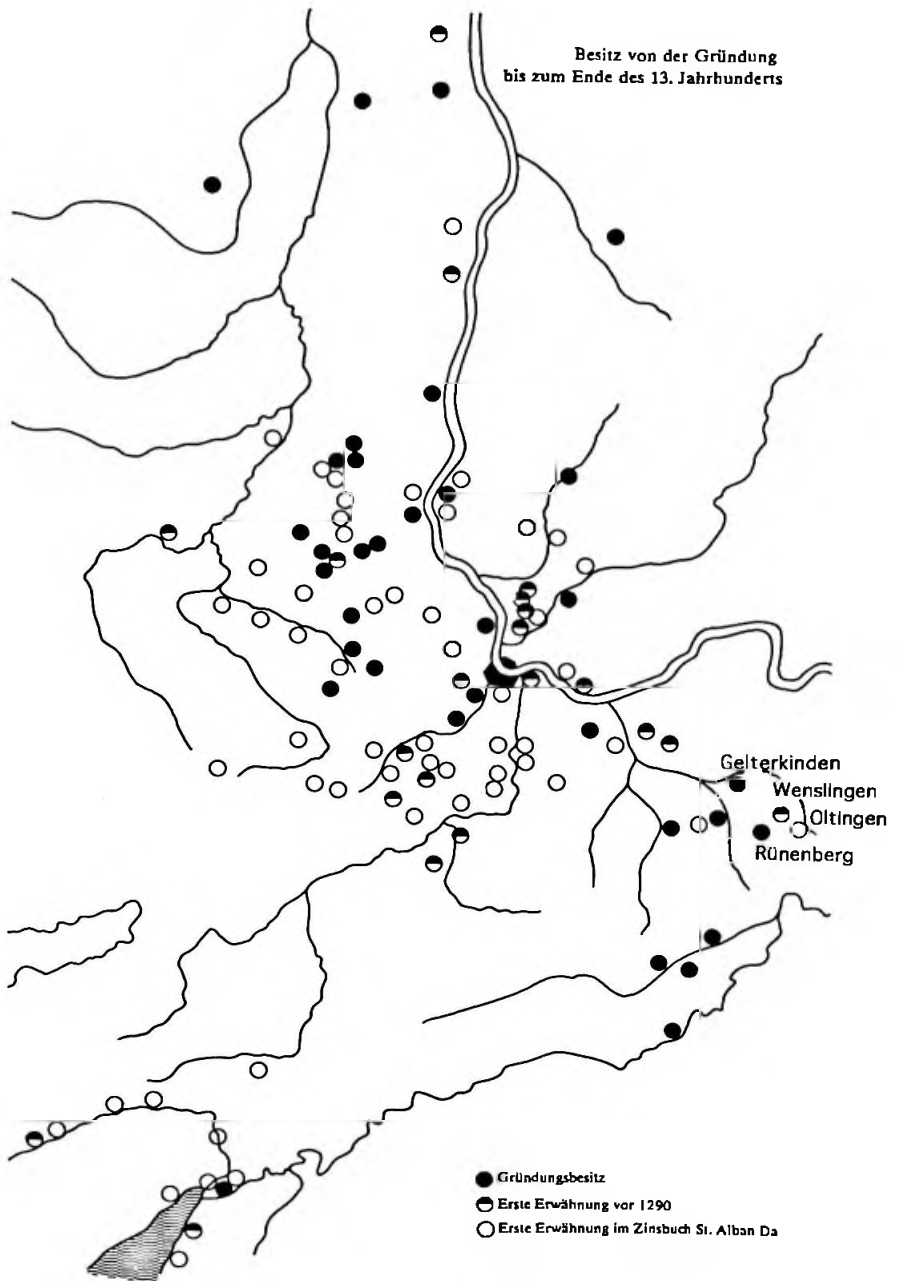 Besitz von der Gründung
bis zum Ende des 13. Jahrhunderts
Gelterkinden
Wenslingen
Oltingen
Rünenberg
Gründungsbesitz
Erste Erwähnung vor 1290
Erste Erwähnung im Zinsbuch St. Alban Da